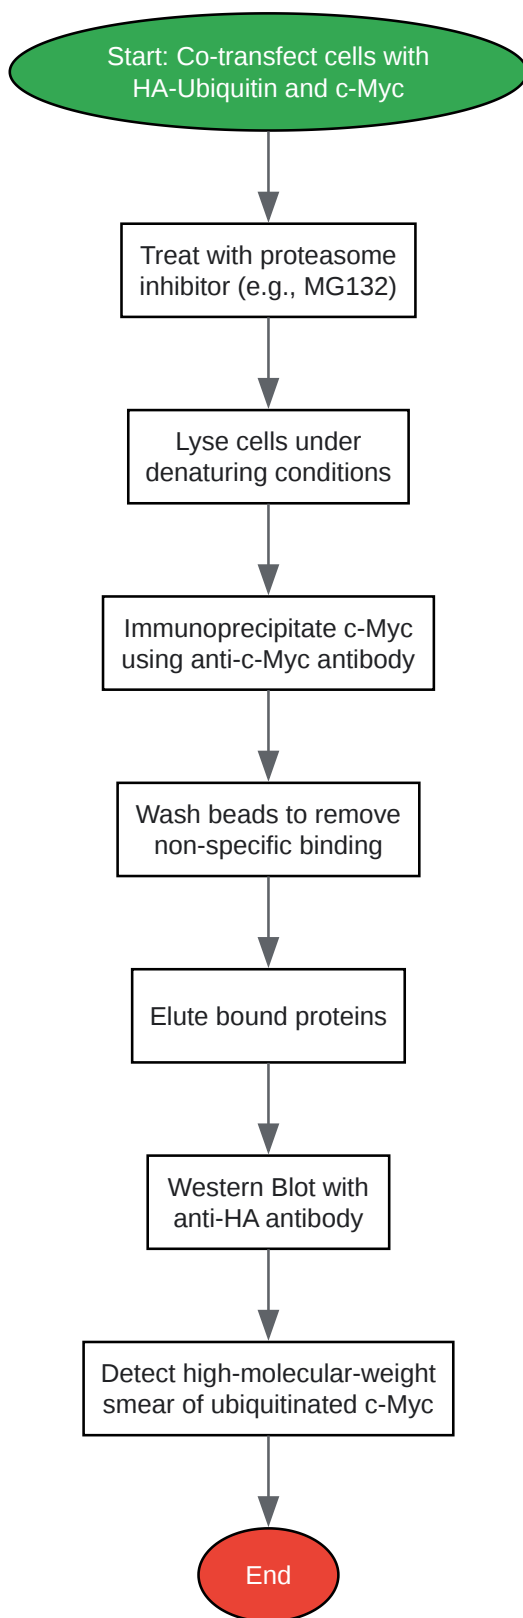 Start: Co-transfect cells with
HA-Ubiquitin and c-Myc
Treat with proteasome
inhibitor (e.g., MG132)
Lyse cells under
denaturing conditions
Immunoprecipitate c-Myc
using anti-c-Myc antibody
Wash beads to remove
non-specific binding
Elute bound proteins
Western Blot with
anti-HA antibody
Detect high-molecular-weight
smear of ubiquitinated c-Myc
End